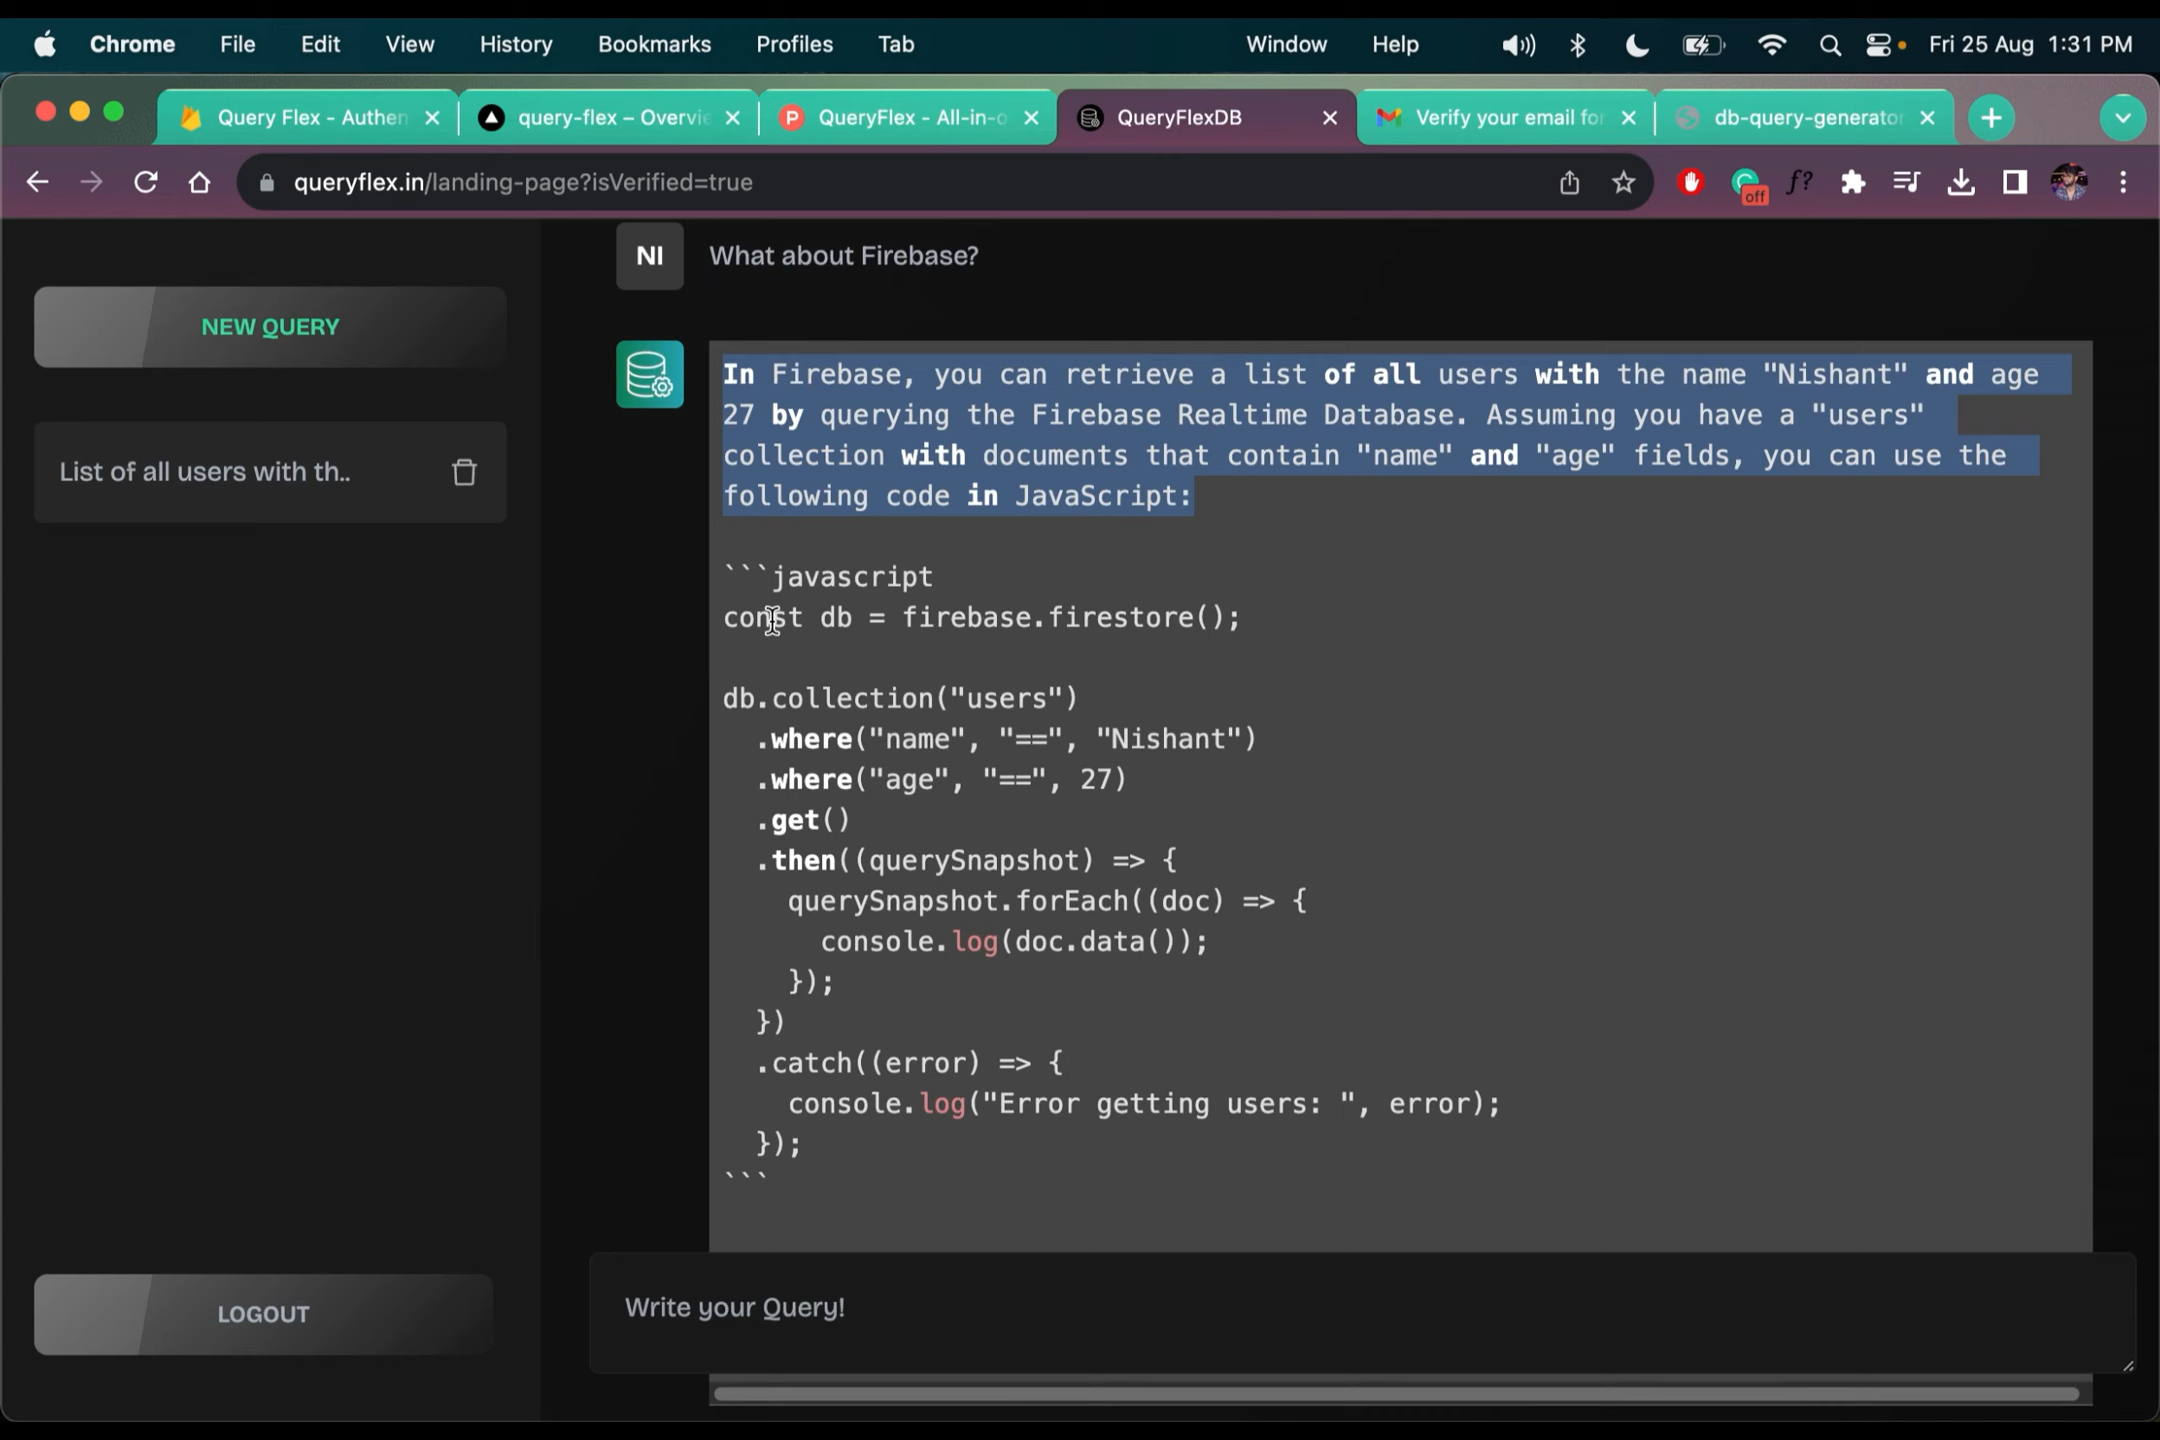 Chrome File Edit View History Bookmarks Profiles Tab Window Help Fri 25 Aug 1:31 PM
Query Flex - Authen query-flex – Overvie QueryFlex - All-in-o QueryFlexDB Verify your email for db-query-generator
queryflex.in/landing-page?isVerified=true f? off
NI What about Firebase?
NEW QUERY
List of all users with th..
In Firebase, you can retrieve a list of all users with the name "Nishant" and age
27 by querying the Firebase Realtime Database. Assuming you have a "users"
collection with documents that contain "name" and "age" fields, you can use the
following code in JavaScript:
```javascript
const db = firebase.firestore();
db.collection("users")
.where("name", "==", "Nishant")
.where("age", "==", 27)
.get()
.then((querySnapshot) => {
querySnapshot.forEach((doc) => {
console.log(doc.data());
});
})
.catch((error) => {
console.log("Error getting users: ", error);
});
```
Write your Query!
LOGOUT